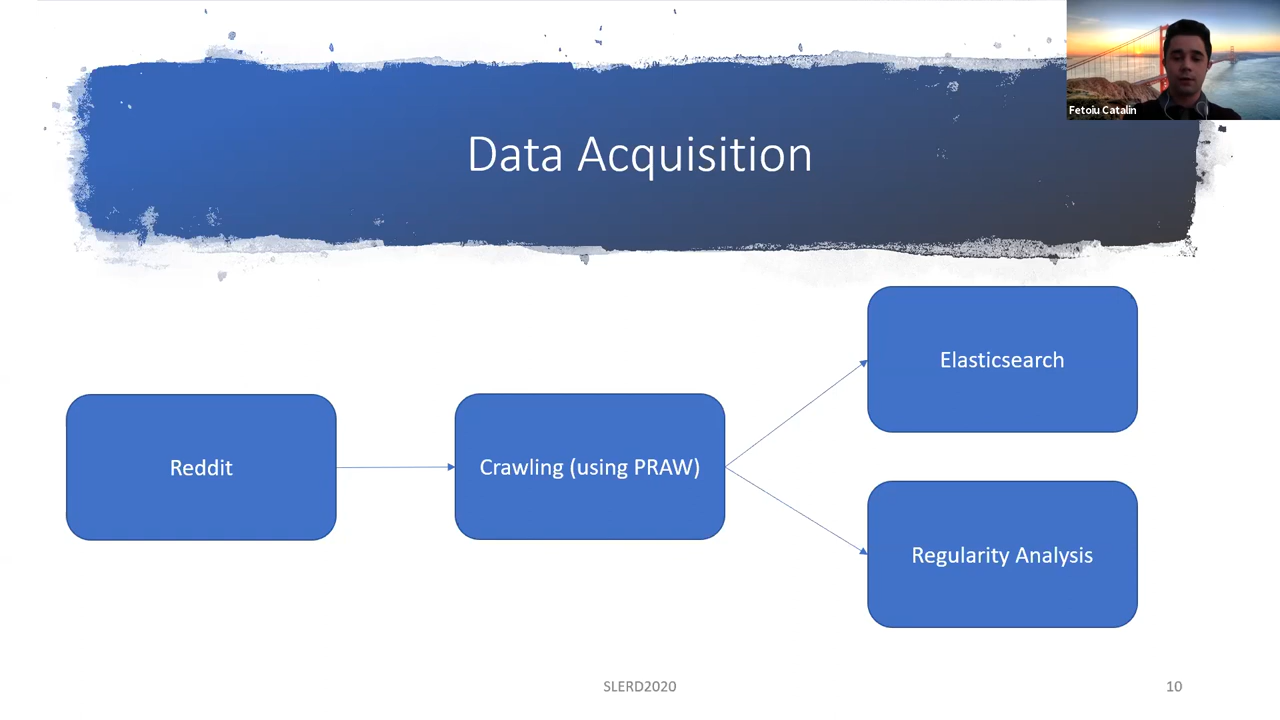 Fetoiu Catalin
Data Acquisition
Reddit
Crawling (using PRAW)
Elasticsearch
Regularity Analysis
SLERD2020
10